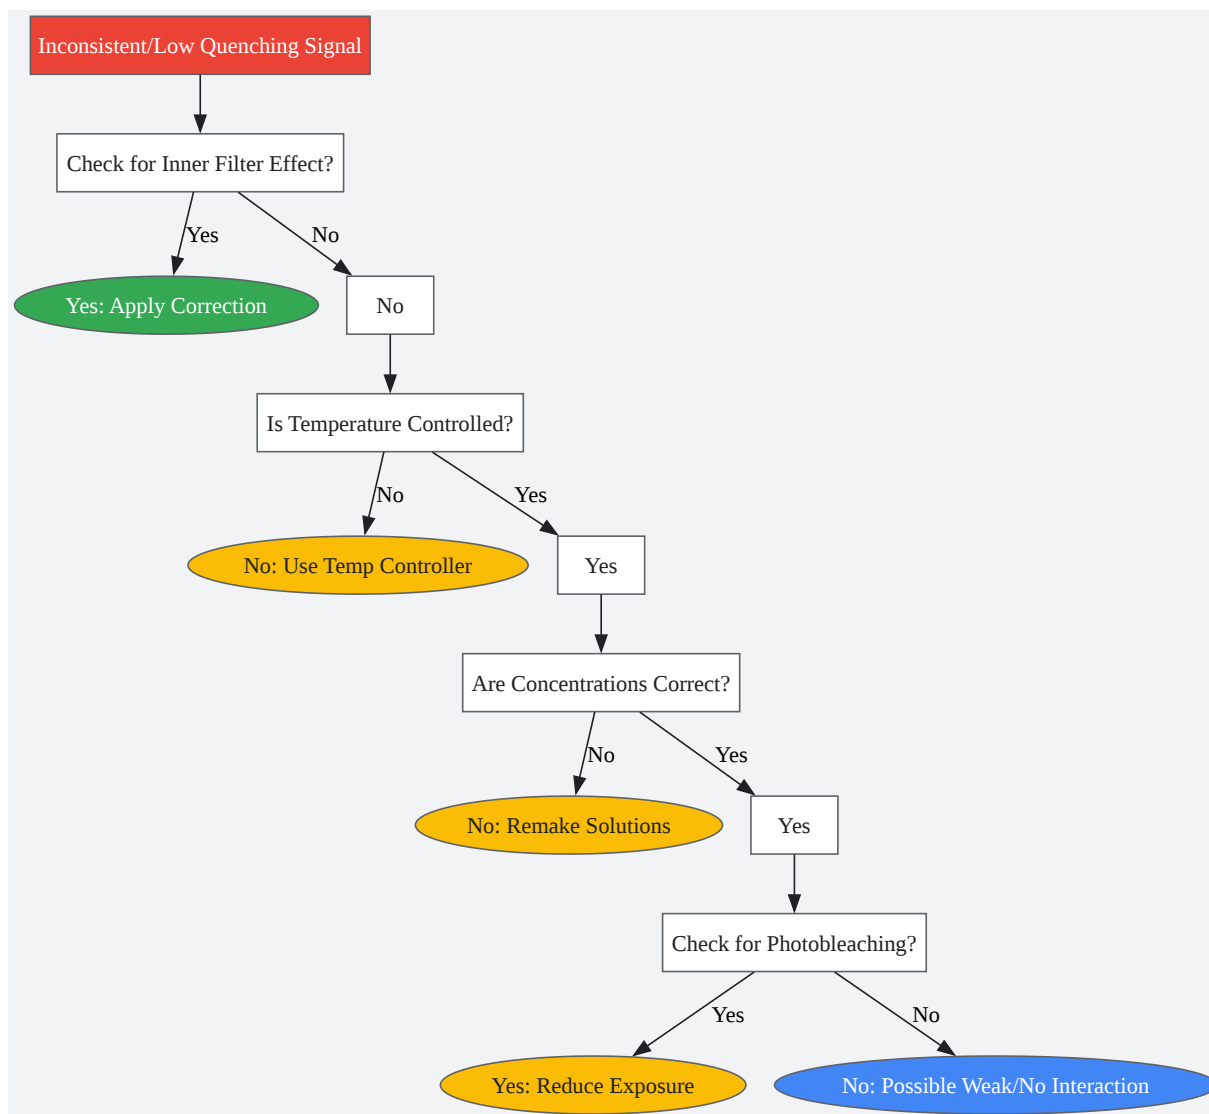 Inconsistent/Low Quenching Signal
Check for Inner Filter Effect?
Yes
No
Yes: Apply Correction
No
Is Temperature Controlled?
No
Yes
No: Use Temp Controller
Yes
Are Concentrations Correct?
No
Yes
No: Remake Solutions
Yes
Check for Photobleaching?
Yes
No
Yes: Reduce Exposure
No: Possible Weak/No Interaction